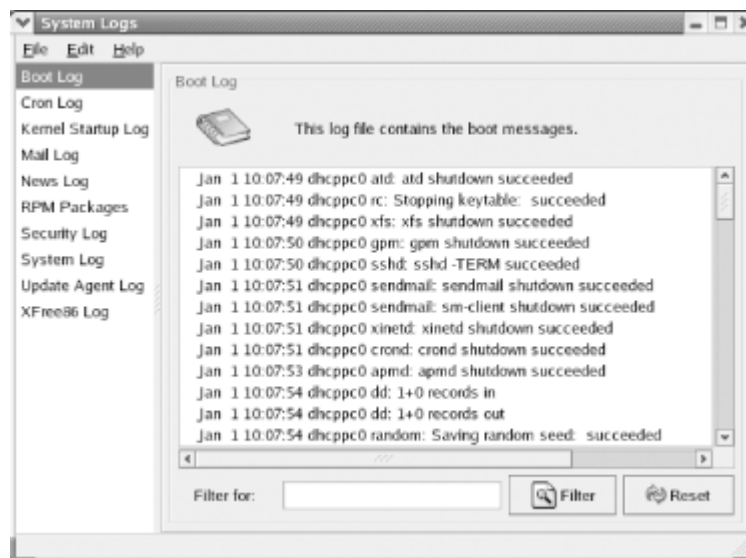 System Logs
File Edit Help
Boot Log
Cron Log
Kernel Startup Log
Mail Log
News Log
RPM Packages
Security Log
System Log
Update Agent Log
XFree86 Log
Boot Log
This log file contains the boot messages.
Jan 1 10:07:49 dhcppc0 atd: atd shutdown succeeded
Jan 1 10:07:49 dhcppc0 rc: Stopping keytable: succeeded
Jan 1 10:07:49 dhcppc0 xfs: xfs shutdown succeeded
Jan 1 10:07:50 dhcppc0 gpm: gpm shutdown succeeded
Jan 1 10:07:50 dhcppc0 sshd: sshd -TERM succeeded
Jan 1 10:07:51 dhcppc0 sendmail: sendmail shutdown succeeded
Jan 1 10:07:51 dhcppc0 sendmail: sm-client shutdown succeeded
Jan 1 10:07:51 dhcppc0 xinetd: xinetd shutdown succeeded
Jan 1 10:07:51 dhcppc0 crond: crond shutdown succeeded
Jan 1 10:07:53 dhcppc0 apmd: apmd shutdown succeeded
Jan 1 10:07:54 dhcppc0 dd: 1+0 records in
Jan 1 10:07:54 dhcppc0 dd: 1+0 records out
Jan 1 10:07:54 dhcppc0 random: Saving random seed: succeeded
Filter for: Filter Reset